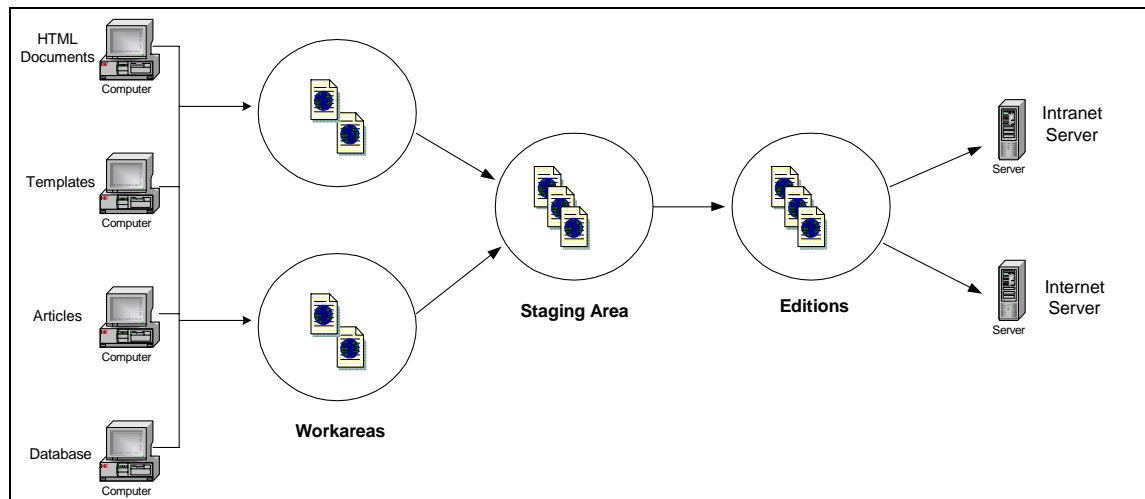 HTML
Documents
Computer
Templates
Computer
Articles
Computer
Database
Computer
Workareas
Staging Area
Editions
Intranet
Server
Server
Internet
Server
Server